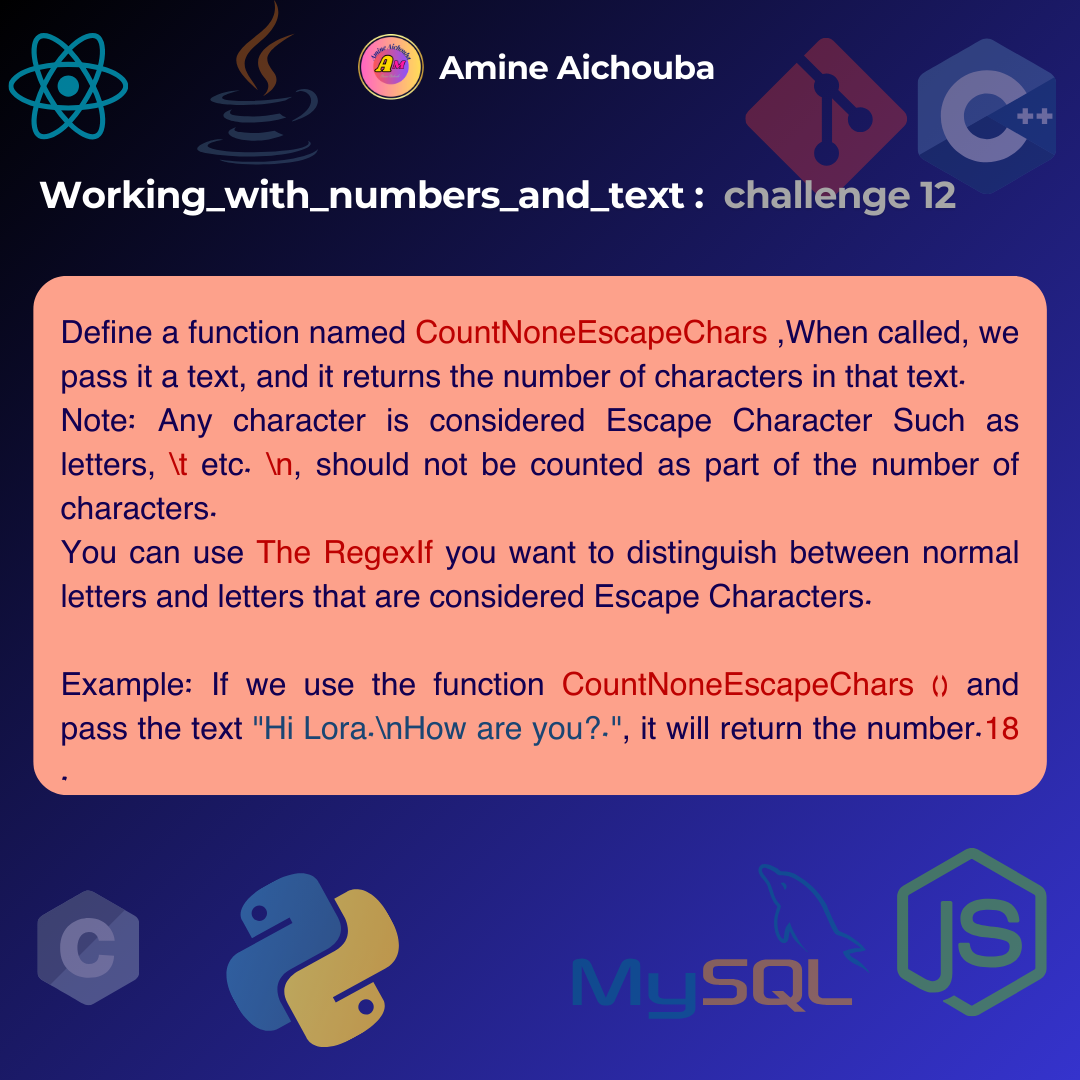 Amine Aichouba
Amine Aichouba
AM
C ++
Working_with_numbers_and_text : challenge 12
Define a function named CountNoneEscapeChars ,When called, we
pass it a text, and it returns the number of characters in that text.
Note: Any character is considered Escape Character Such as
letters, \t etc. \n, should not be counted as part of the number of
characters.
You can use The RegexIf you want to distinguish between normal
letters and letters that are considered Escape Characters.
Example: If we use the function CountNoneEscapeChars () and
pass the text "Hi Lora.\nHow are you?.", it will return the number.18
.
C
MySQL
JS